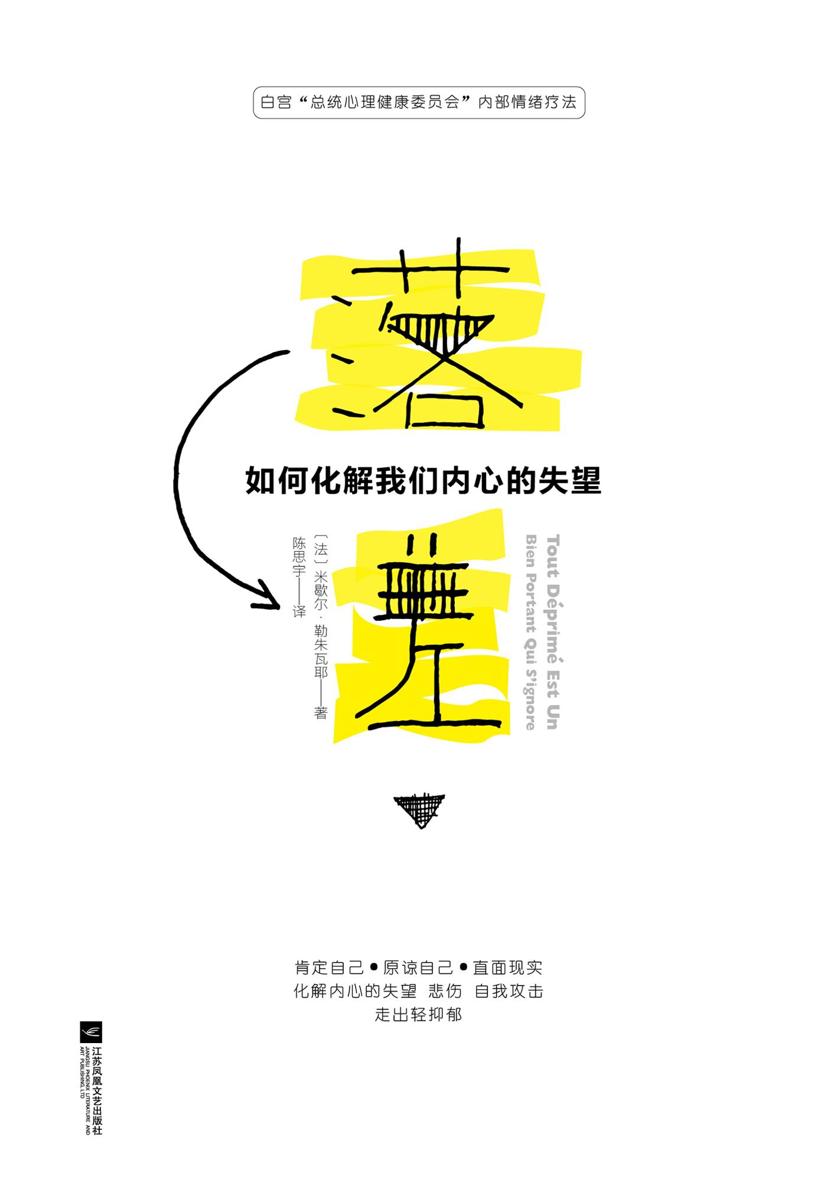 白宫“总统心理健康委员会”内部情绪疗法
落
如何化解我们内心的失望
差
〔法〕米歇尔·勒朱瓦耶——著
陈思宇——译
Tout Déprimé Est Un
Bien Portant Qui S'ignore
肯定自己●原谅自己●直面现实
化解内心的失望 悲伤 自我攻击
走出轻抑郁
江苏凤凰文艺出版社
JIANGSU PHOENIX LITERATURE AND
ART PUBLISHING, LTD